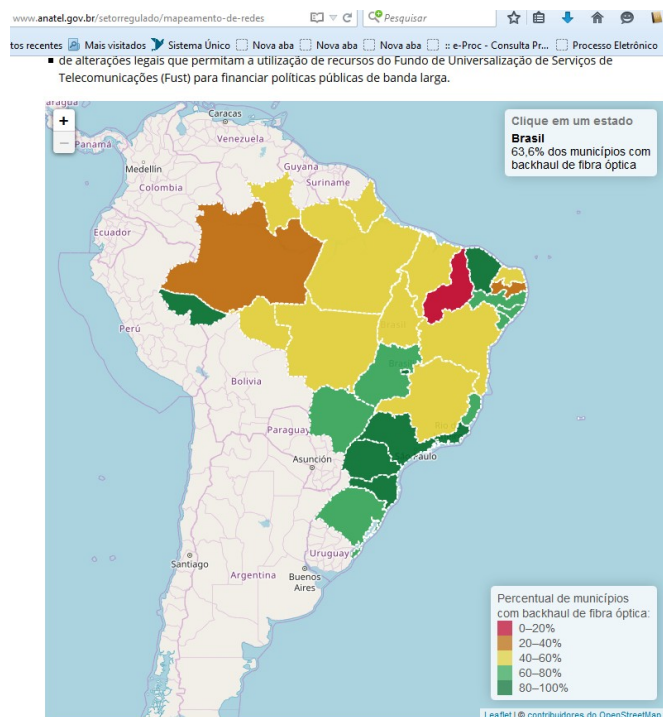 www.anatel.gov.br/setorregulado/mapeamento-de-redes
Pesquisar
tos recentes Mais visitados Sistema Único Nova aba Nova aba Nova aba :: e-Proc - Consulta Pr... Processo Eletrônico
de alterações legais que permitam a utilização de recursos do Fundo de Universalização de Serviços de
Telecomunicações (Fust) para financiar políticas públicas de banda larga.
+
−
Clique em um estado
Brasil
63,6% dos municípios com
backhaul de fibra óptica
Caracas
Panamá
Venezuela
Medellín
Guyana
Suriname
Colombia
Ecuador
Perú
Brasil
Bolivia
Paraguay
São Paulo
Asunción
Uruguay
Santiago
Argentina
Buenos
Aires
Percentual de municípios
com backhaul de fibra óptica:
0–20%
20–40%
40–60%
60–80%
80–100%
Leaflet | © contribuidores do OpenStreetMap